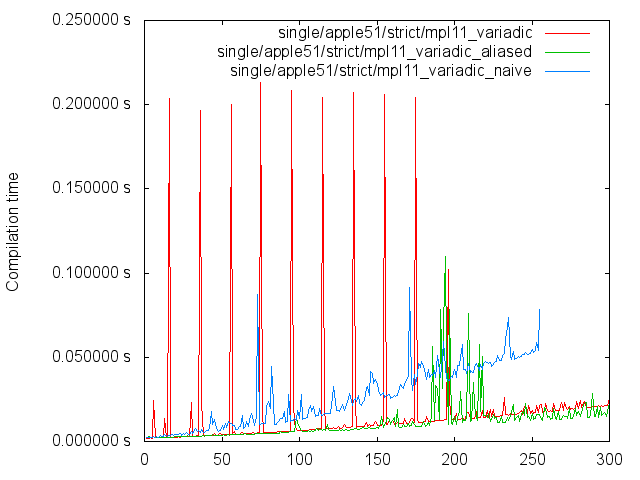 0.250000 s
single/apple51/strict/mpl11_variadic
single/apple51/strict/mpl11_variadic_aliased
single/apple51/strict/mpl11_variadic_naive
0.200000 s
0.150000 s
Compilation time
0.100000 s
0.050000 s
0.000000 s
0 50 100 150 200 250 300